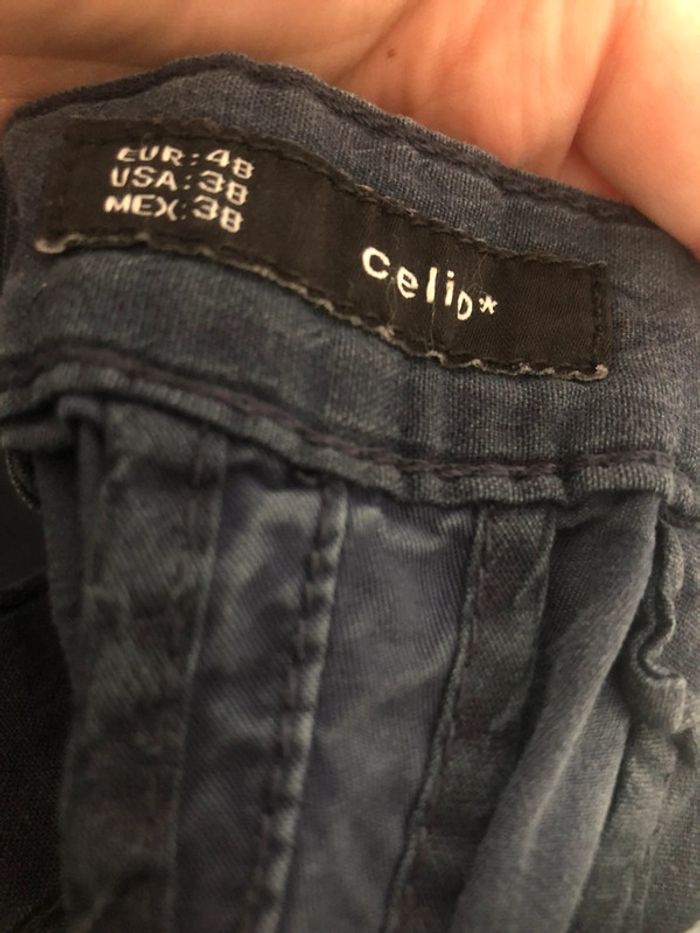 EUR: 48
USA: 38
MEX: 38
celio*